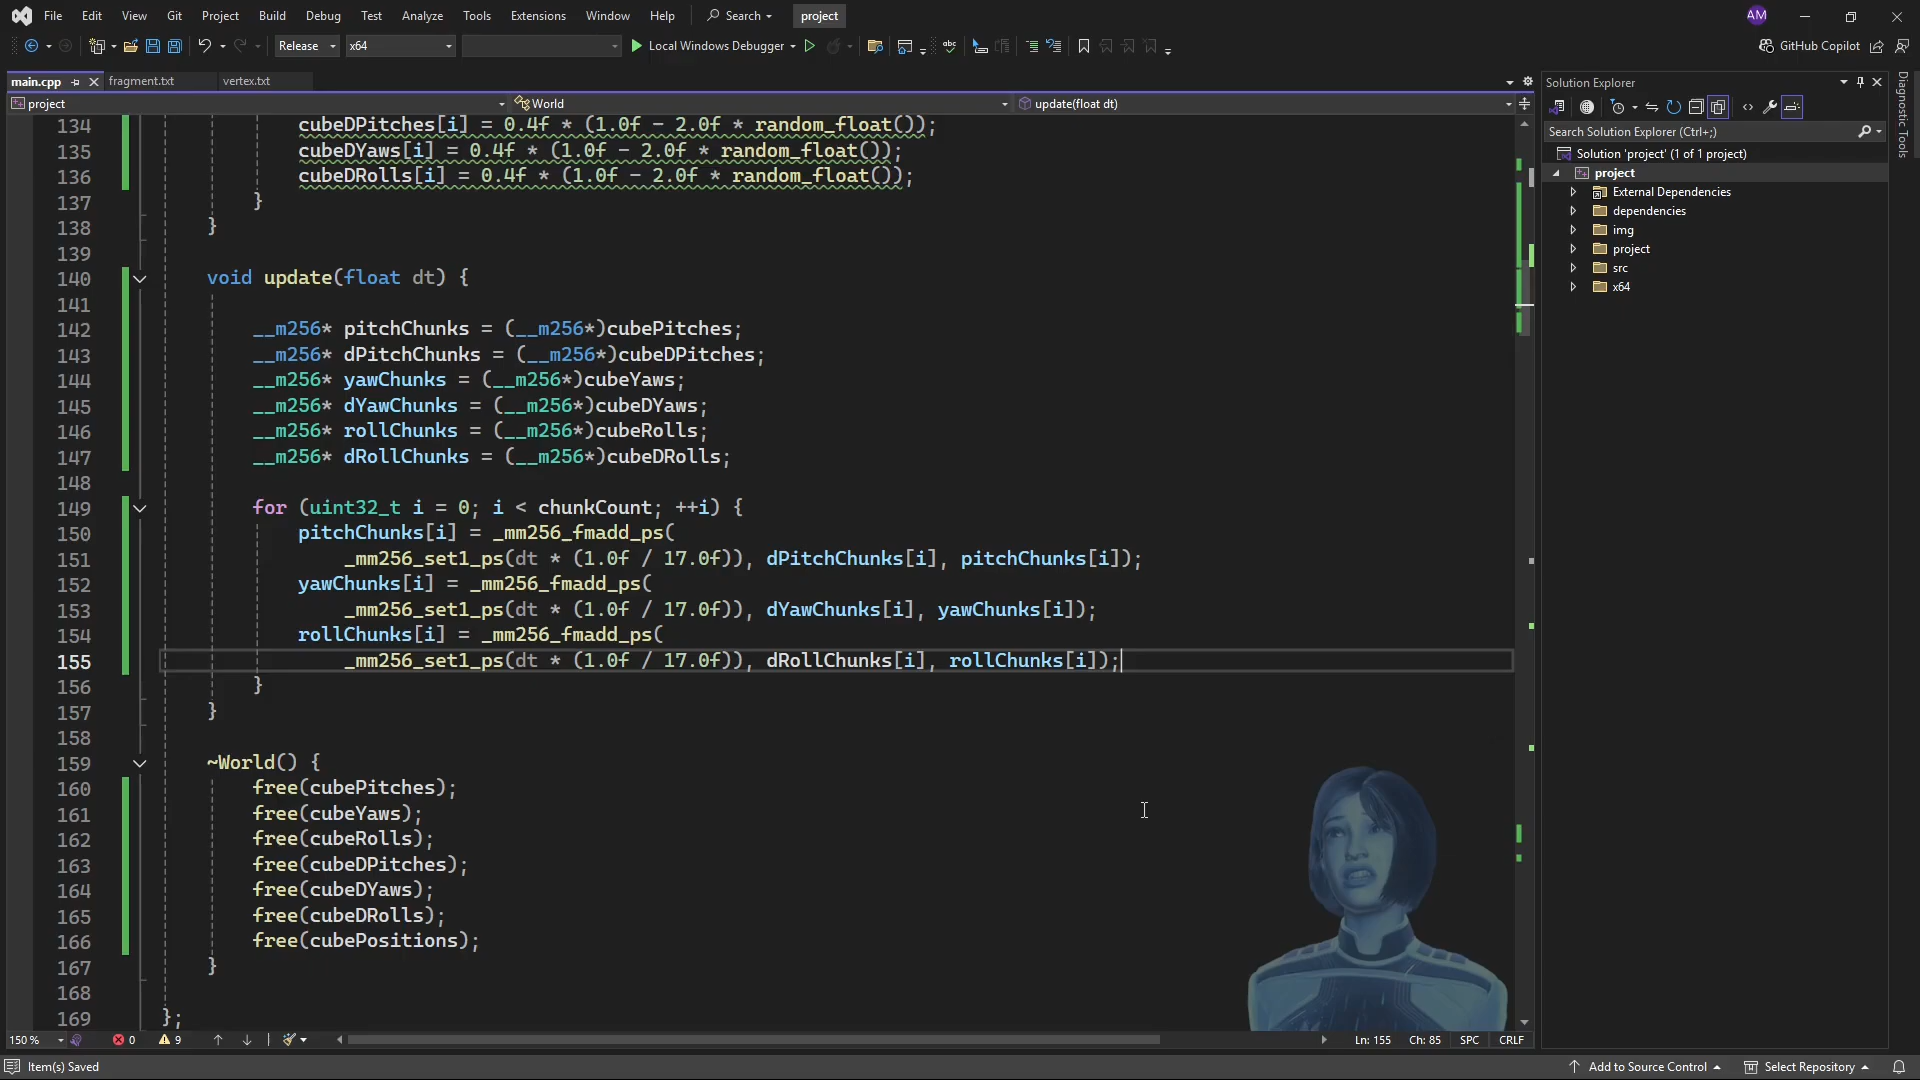 File Edit View Git Project Build Debug Test Analyze Tools Extensions Window Help Search project AM
Release x64 Local Windows Debugger GitHub Copilot
main.cpp fragment.txt vertex.txt
project World update(float dt)
134 cubeDPitches[i] = 0.4f * (1.0f - 2.0f * random_float());
135 cubeDYaws[i] = 0.4f * (1.0f - 2.0f * random_float());
136 cubeDRolls[i] = 0.4f * (1.0f - 2.0f * random_float());
137 }
138 }
139
140 void update(float dt) {
141
142 __m256* pitchChunks = (__m256*)cubePitches;
143 __m256* dPitchChunks = (__m256*)cubeDPitches;
144 __m256* yawChunks = (__m256*)cubeYaws;
145 __m256* dYawChunks = (__m256*)cubeDYaws;
146 __m256* rollChunks = (__m256*)cubeRolls;
147 __m256* dRollChunks = (__m256*)cubeDRolls;
148
149 for (uint32_t i = 0; i < chunkCount; ++i) {
150 pitchChunks[i] = _mm256_fmadd_ps(
151 _mm256_set1_ps(dt * (1.0f / 17.0f)), dPitchChunks[i], pitchChunks[i]);
152 yawChunks[i] = _mm256_fmadd_ps(
153 _mm256_set1_ps(dt * (1.0f / 17.0f)), dYawChunks[i], yawChunks[i]);
154 rollChunks[i] = _mm256_fmadd_ps(
155 _mm256_set1_ps(dt * (1.0f / 17.0f)), dRollChunks[i], rollChunks[i]);
156 }
157 }
158
159 ~World() {
160 free(cubePitches);
161 free(cubeYaws);
162 free(cubeRolls);
163 free(cubeDPitches);
164 free(cubeDYaws);
165 free(cubeDRolls);
166 free(cubePositions);
167 }
168
169 };
150 % 0 9 Ln: 155 Ch: 85 SPC CRLF
Solution Explorer
Search Solution Explorer (Ctrl+;)
Solution 'project' (1 of 1 project)
project
External Dependencies
dependencies
img
project
src
x64
Diagnostic Tools
Item(s) Saved Add to Source Control Select Repository